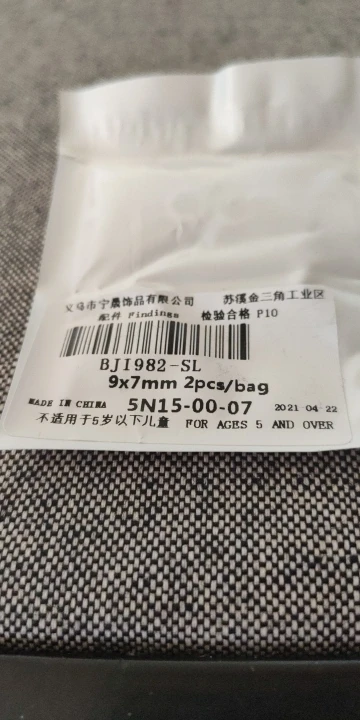 义乌市宁晨饰品有限公司 苏溪金三角工业区
配件 Findings 检验合格 P10
BJI982-SL
9x7mm 2pcs/bag
MADE IN CHINA 5N15-00-07 2021 04 22
不适用于5岁以下儿童 FOR AGES 5 AND OVER